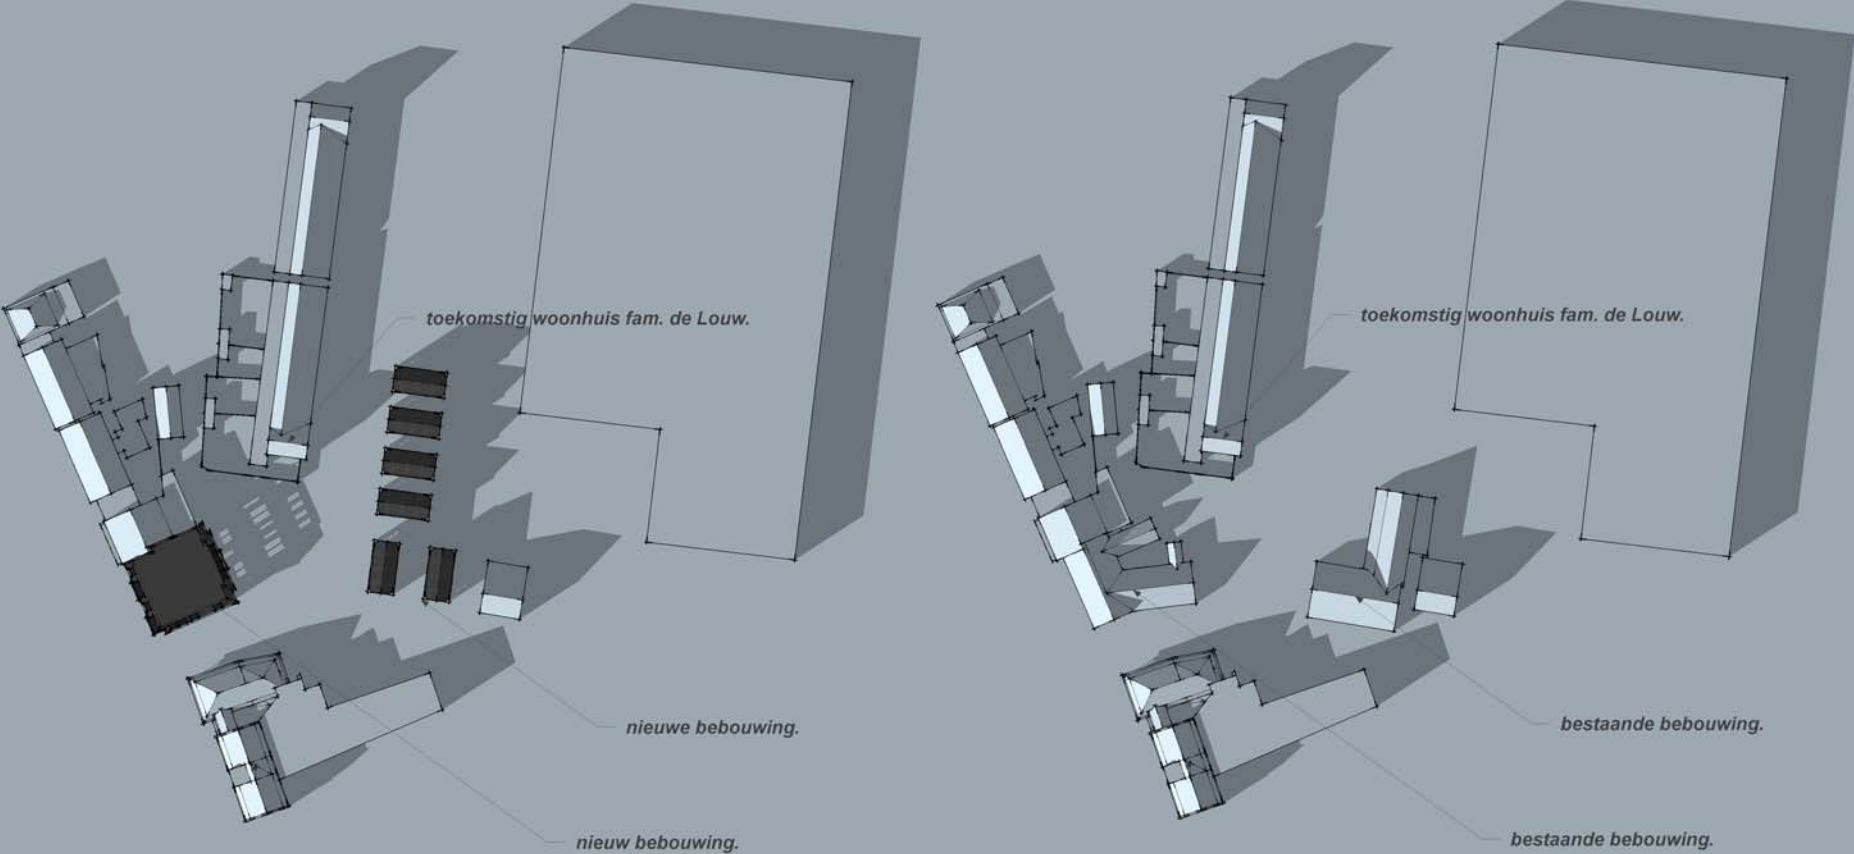 toekomstig woonhuis fam. de Louw.
nieuwe bebouwing.
nieuw bebouwing.
toekomstig woonhuis fam. de Louw.
bestaande bebouwing.
bestaande bebouwing.